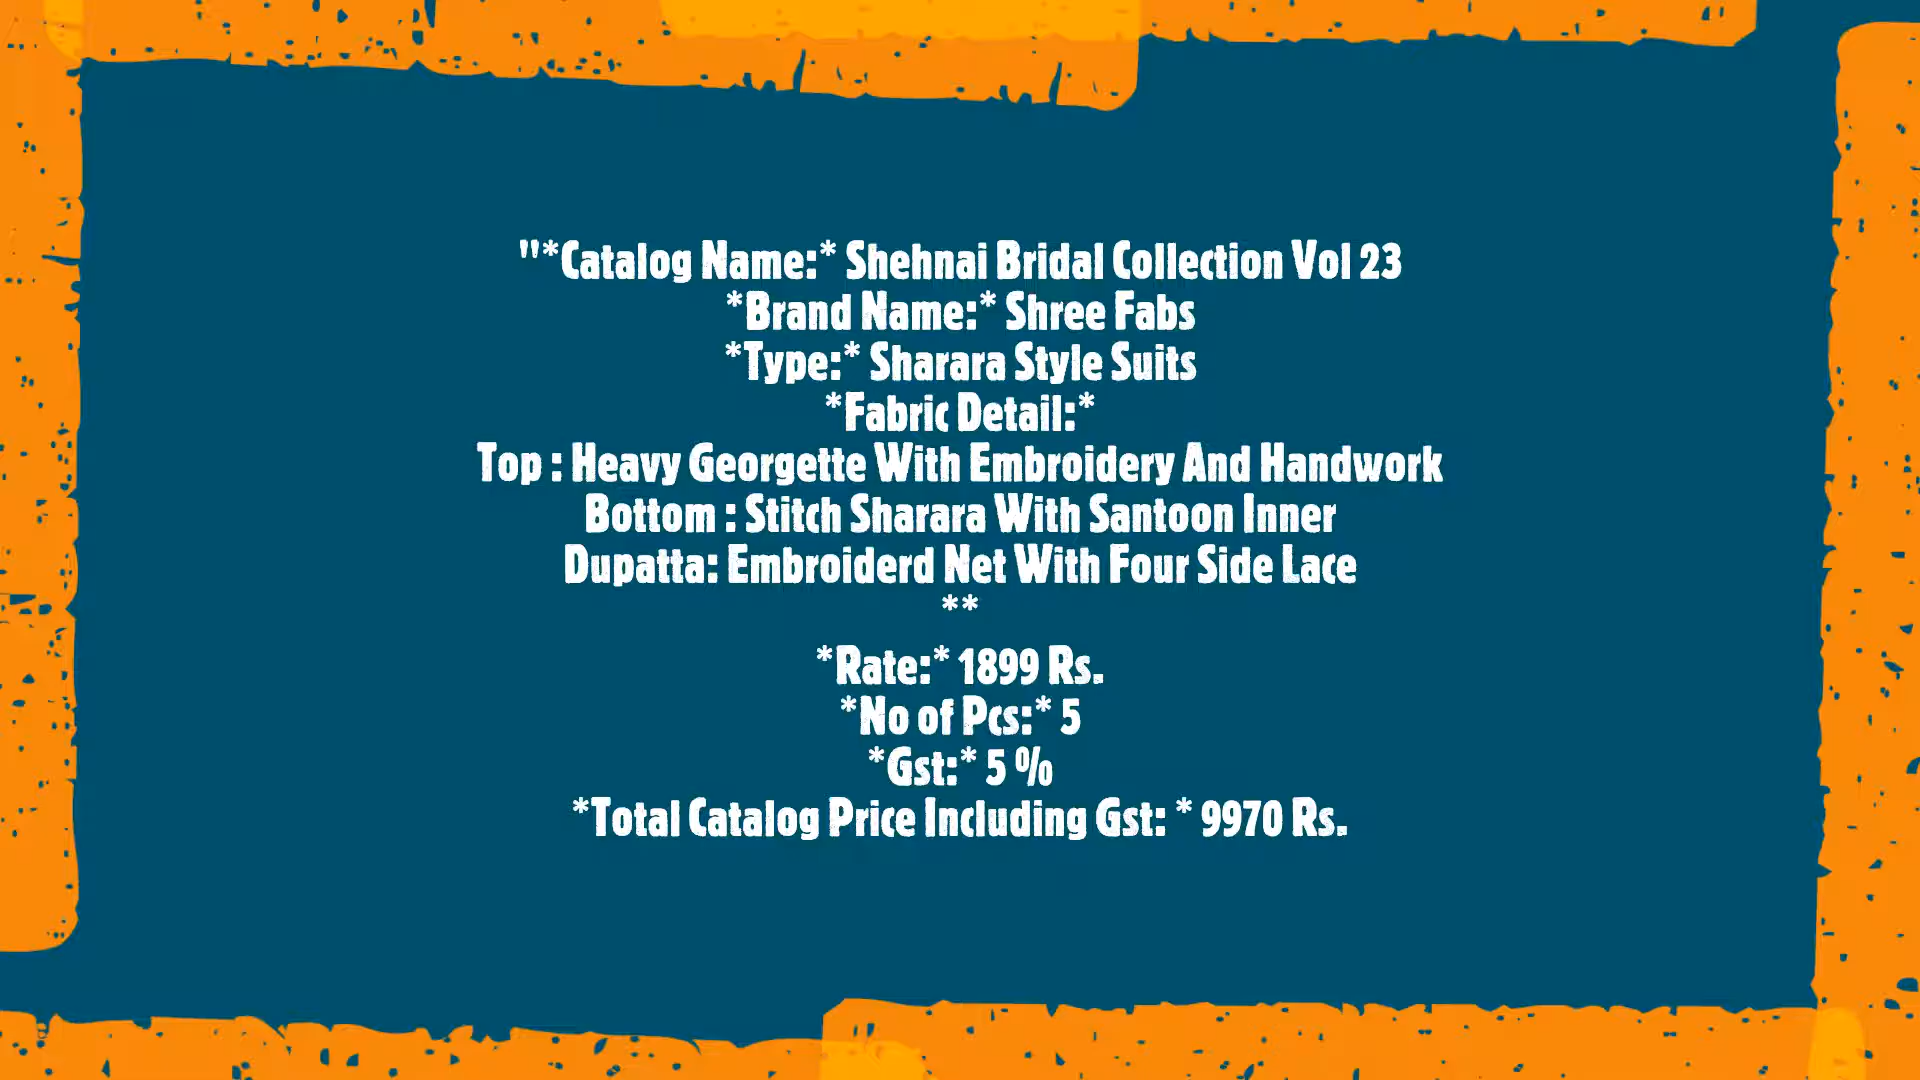 "*Catalog Name:* Shehnai Bridal Collection Vol 23
*Brand Name:* Shree Fabs
*Type:* Sharara Style Suits
*Fabric Detail:*
Top : Heavy Georgette With Embroidery And Handwork
Bottom : Stitch Sharara With Santoon Inner
Dupatta: Embroiderd Net With Four Side Lace
**
*Rate:* 1899 Rs.
*No of Pcs:* 5
*Gst:* 5 %
*Total Catalog Price Including Gst: * 9970 Rs.